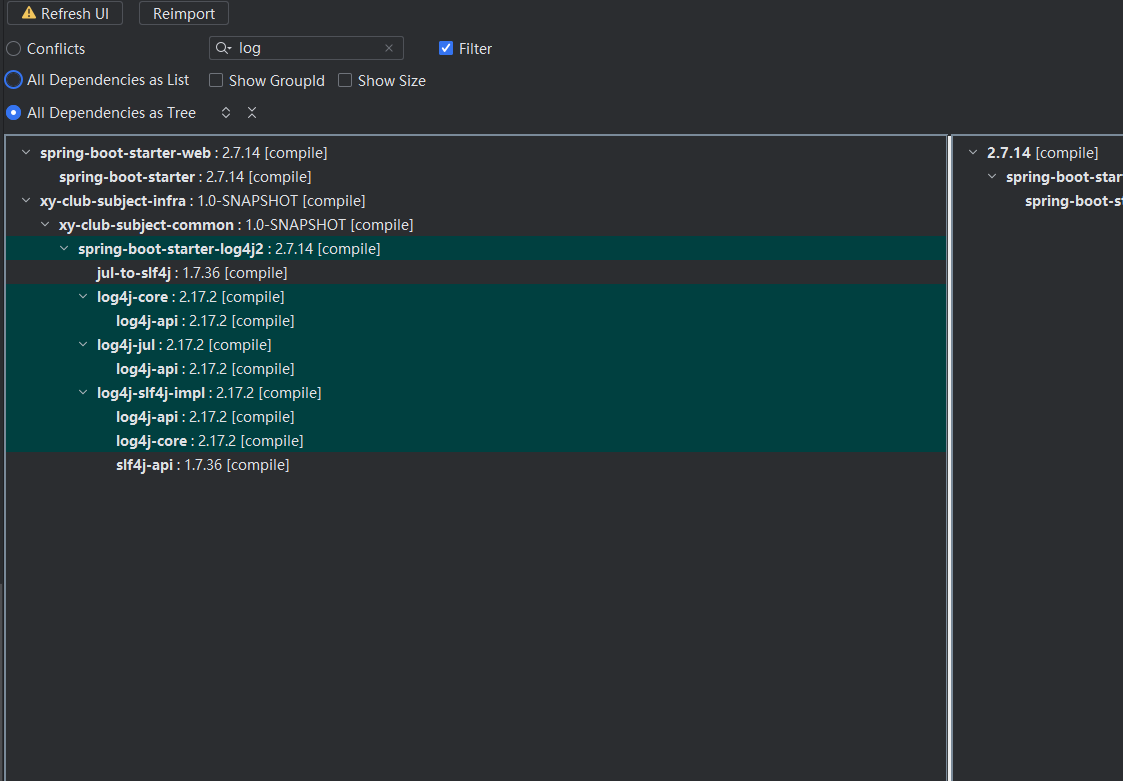 Refresh UI Reimport
Conflicts log Filter
All Dependencies as List Show GroupId Show Size
All Dependencies as Tree
spring-boot-starter-web : 2.7.14 [compile]
spring-boot-starter : 2.7.14 [compile]
xy-club-subject-infra : 1.0-SNAPSHOT [compile]
xy-club-subject-common : 1.0-SNAPSHOT [compile]
spring-boot-starter-log4j2 : 2.7.14 [compile]
jul-to-slf4j : 1.7.36 [compile]
log4j-core : 2.17.2 [compile]
log4j-api : 2.17.2 [compile]
log4j-jul : 2.17.2 [compile]
log4j-api : 2.17.2 [compile]
log4j-slf4j-impl : 2.17.2 [compile]
log4j-api : 2.17.2 [compile]
log4j-core : 2.17.2 [compile]
slf4j-api : 1.7.36 [compile]
2.7.14 [compile]
spring-boot-star
spring-boot-s